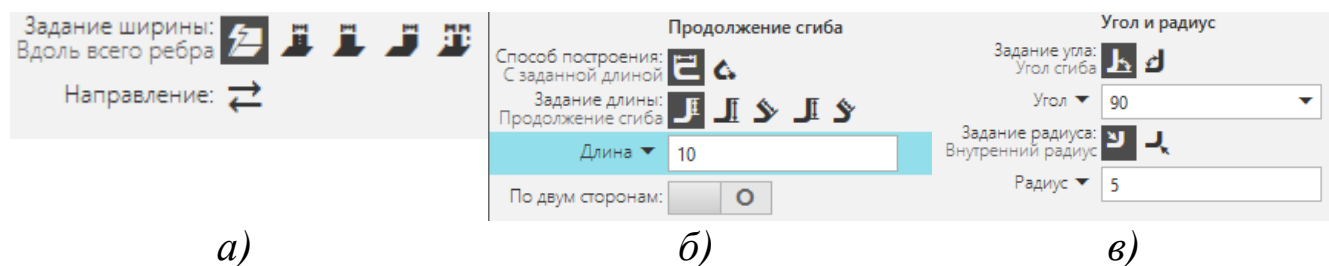 Задание ширины:
Вдоль всего ребра
Направление:
Продолжение сгиба
Способ построения:
С заданной длиной
Задание длины:
Продолжение сгиба
Длина 10
По двум сторонам:
Угол и радиус
Задание угла:
Угол сгиба
Угол 90
Задание радиуса:
Внутренний радиус
Радиус 5
а) б) в)